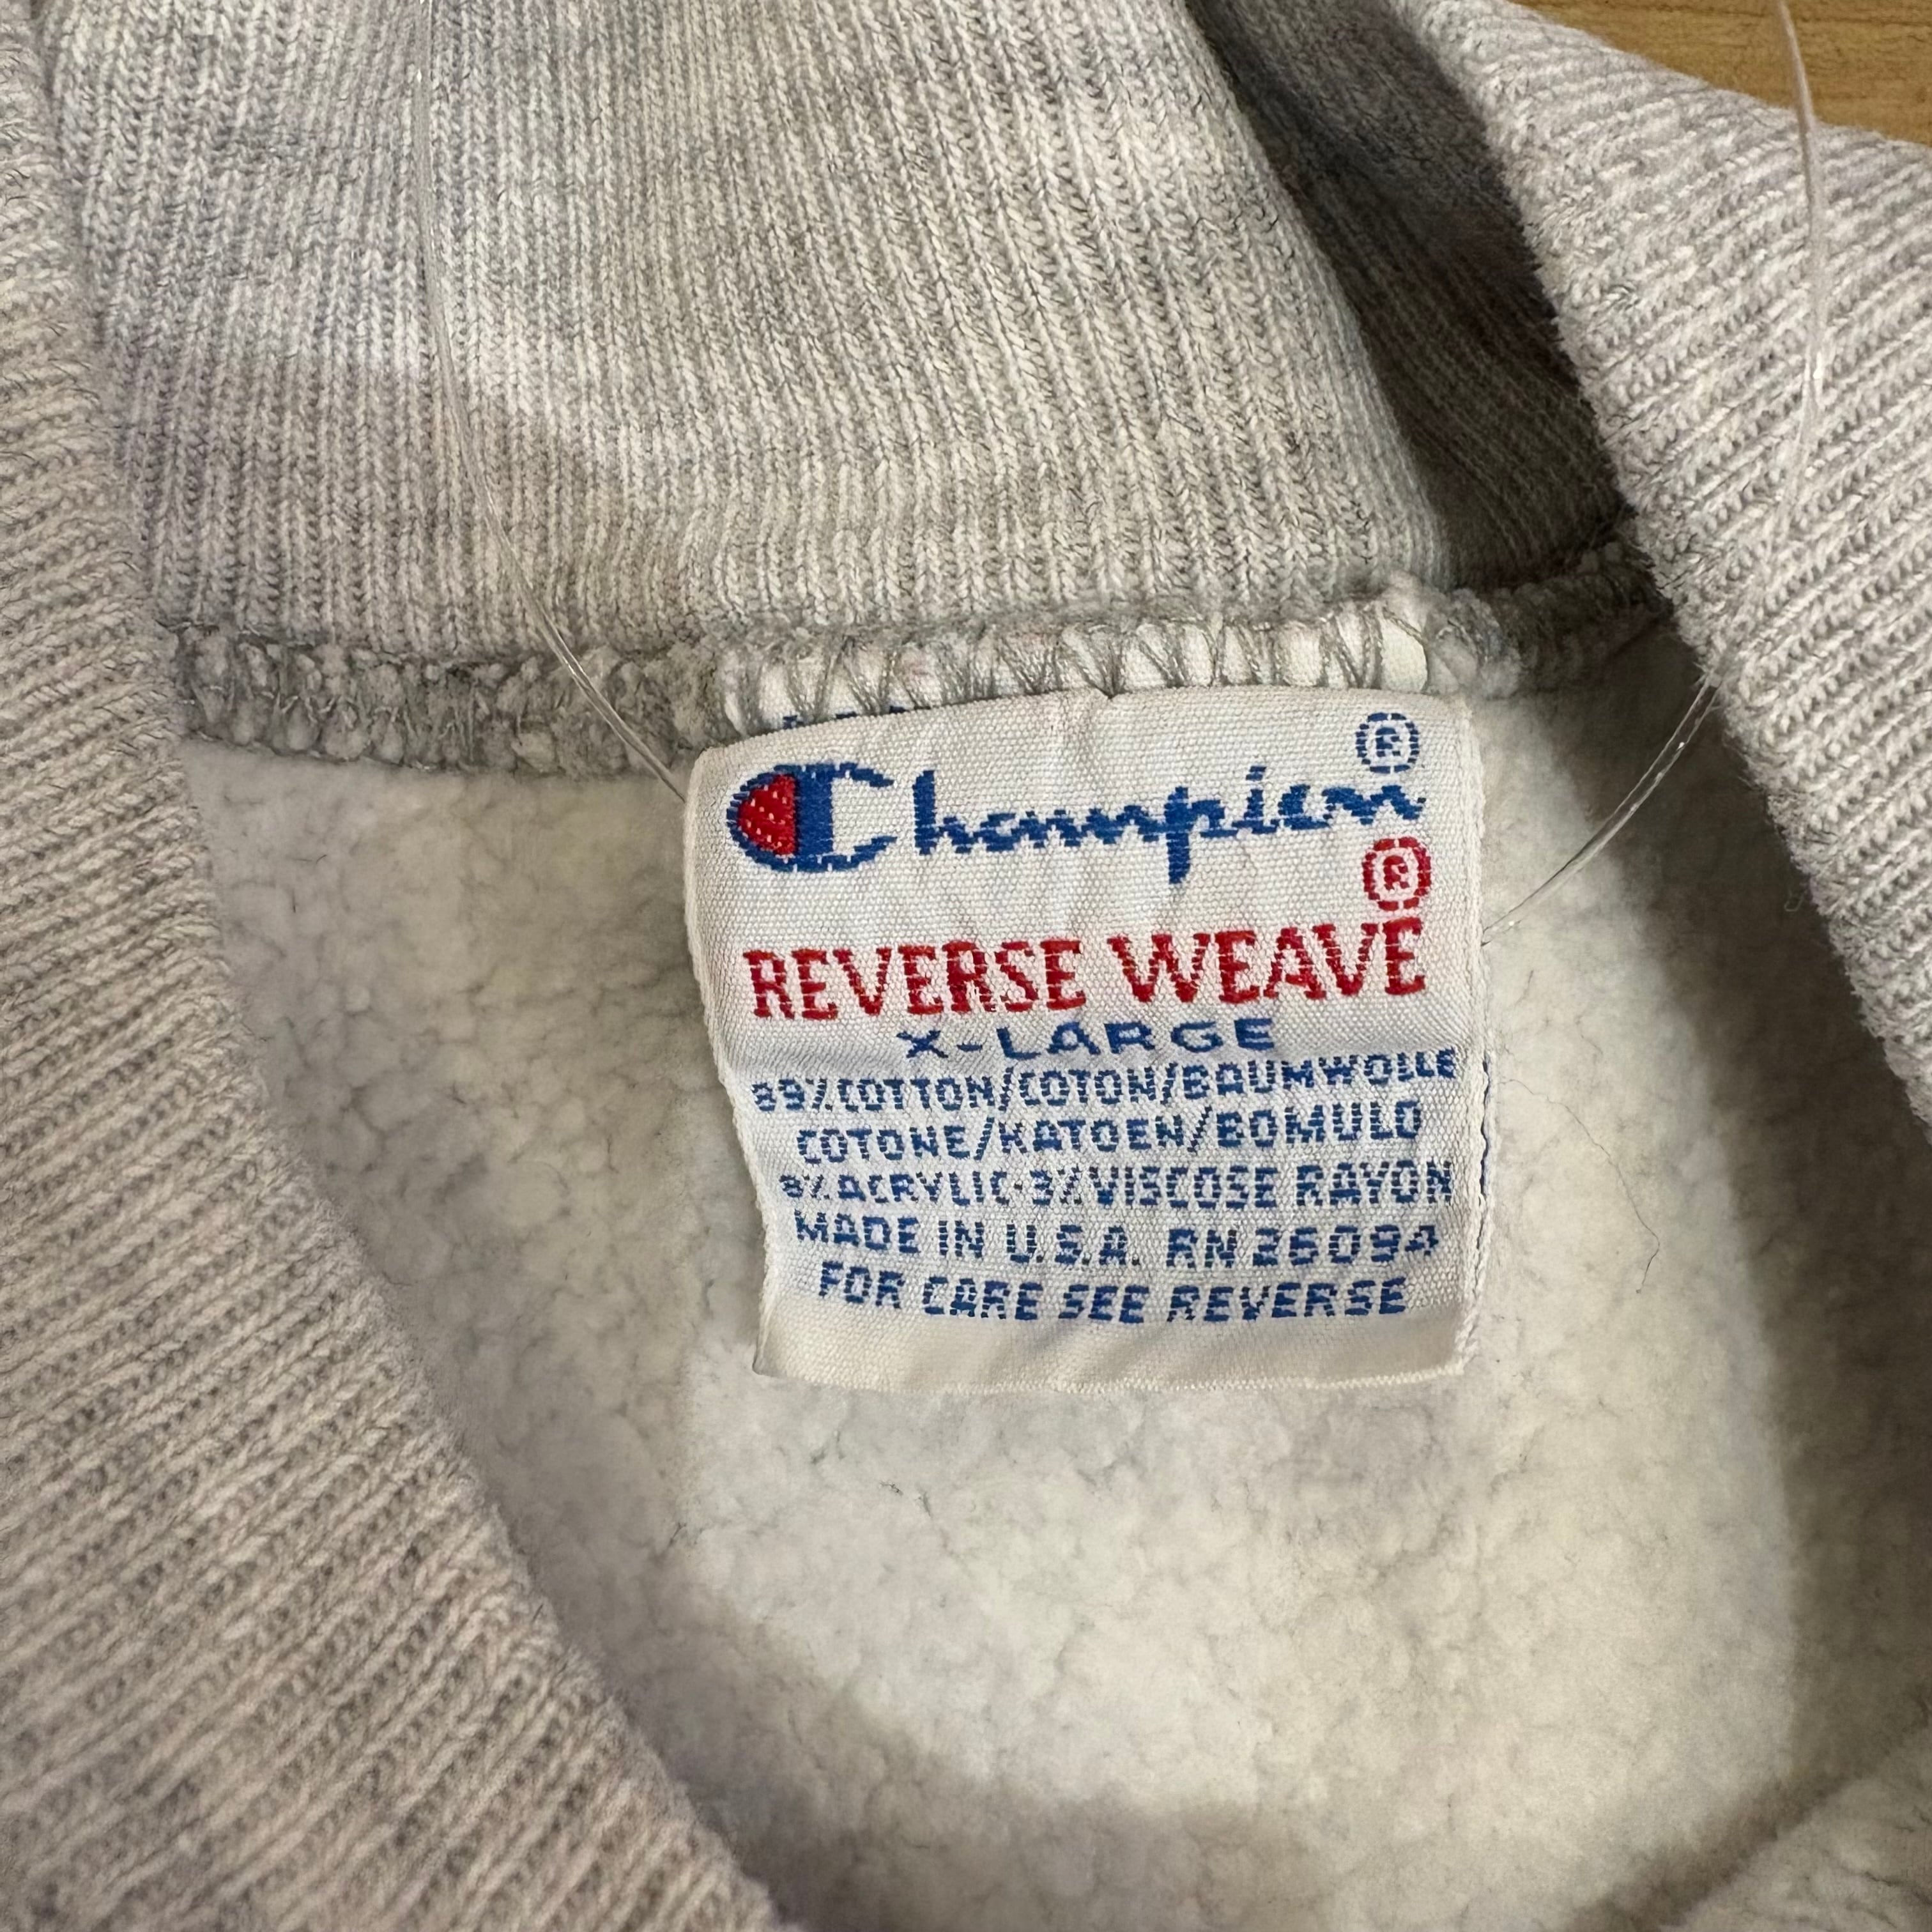 Champion®
®
REVERSE WEAVE
X-LARGE
89% COTTON/COTON/BAUMWOLLE
COTONE/KATOEN/BOMULD
8% ACRYLIC-3% VISCOSE RAYON
MADE IN U.S.A. RN 26094
FOR CARE SEE REVERSE